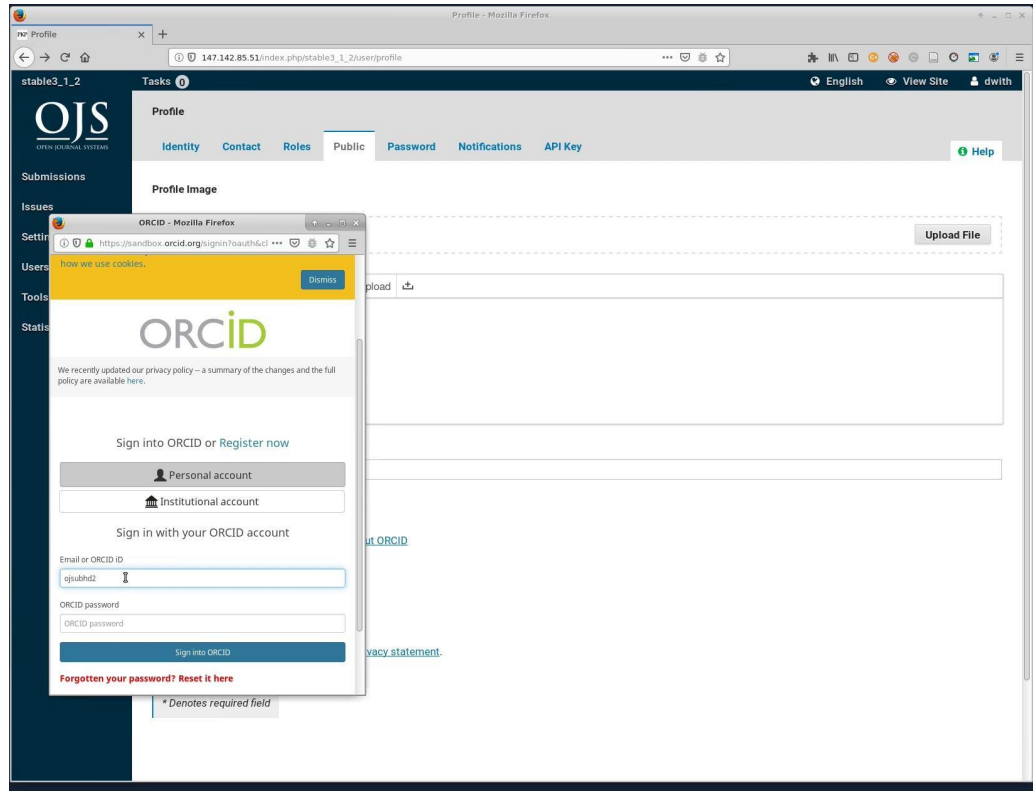 Profile - Mozilla Firefox
PKP Profile
147.142.85.51/index.php/stable3_1_2/user/profile
stable3_1_2 Tasks 0 English View Site dwith
OJS
OPEN JOURNAL SYSTEMS
Profile
Identity Contact Roles Public Password Notifications API Key
Help
Submissions
Profile Image
Issues
ORCID - Mozilla Firefox
Settin
Upload File
https://sandbox.orcid.org/signin?oauth&cl
Users
how we use cookies.
Dismiss
pload
Tools
Statis
ORCiD
We recently updated our privacy policy – a summary of the changes and the full
policy are available here.
Sign into ORCID or Register now
Personal account
Institutional account
Sign in with your ORCID account
ut ORCID
Email or ORCID iD
ojsubhd2
ORCID password
ORCID password
Sign into ORCID
vacy statement.
Forgotten your password? Reset it here
* Denotes required field